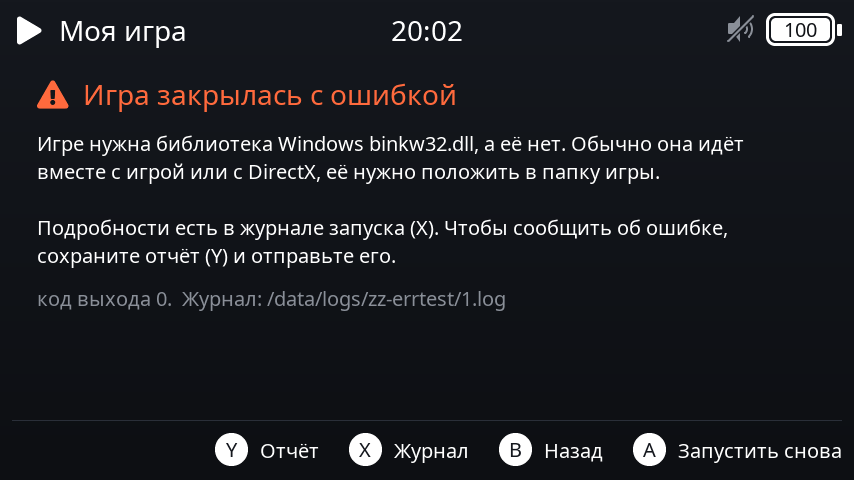 Моя игра
20:02
100
Игра закрылась с ошибкой
Игре нужна библиотека Windows binkw32.dll, а её нет. Обычно она идёт
вместе с игрой или с DirectX, её нужно положить в папку игры.
Подробности есть в журнале запуска (X). Чтобы сообщить об ошибке,
сохраните отчёт (Y) и отправьте его.
код выхода 0. Журнал: /data/logs/zz-errtest/1.log
Y Отчёт X Журнал B Назад A Запустить снова